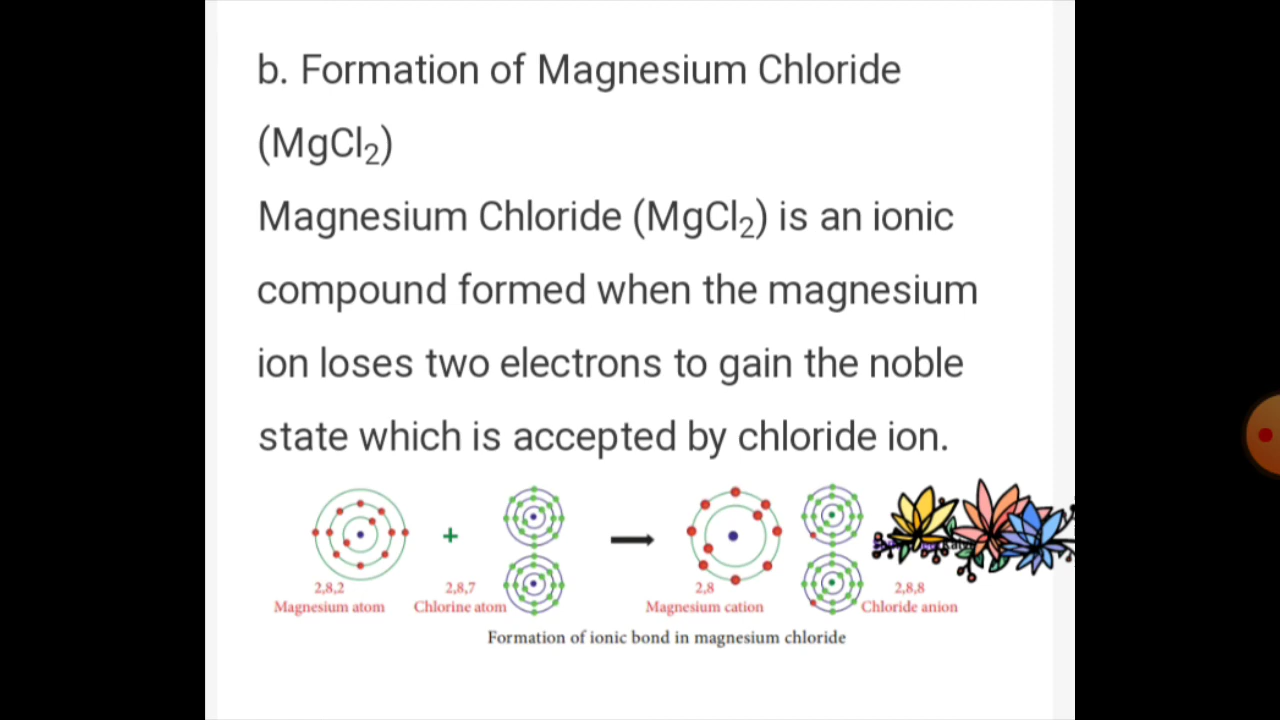 b. Formation of Magnesium Chloride
(MgCl₂)
Magnesium Chloride (MgCl₂) is an ionic
compound formed when the magnesium
ion loses two electrons to gain the noble
state which is accepted by chloride ion.
+
2,8,2 2,8,7 2,8 2,8,8
Magnesium atom Chlorine atom Magnesium cation Chloride anion
Formation of ionic bond in magnesium chloride